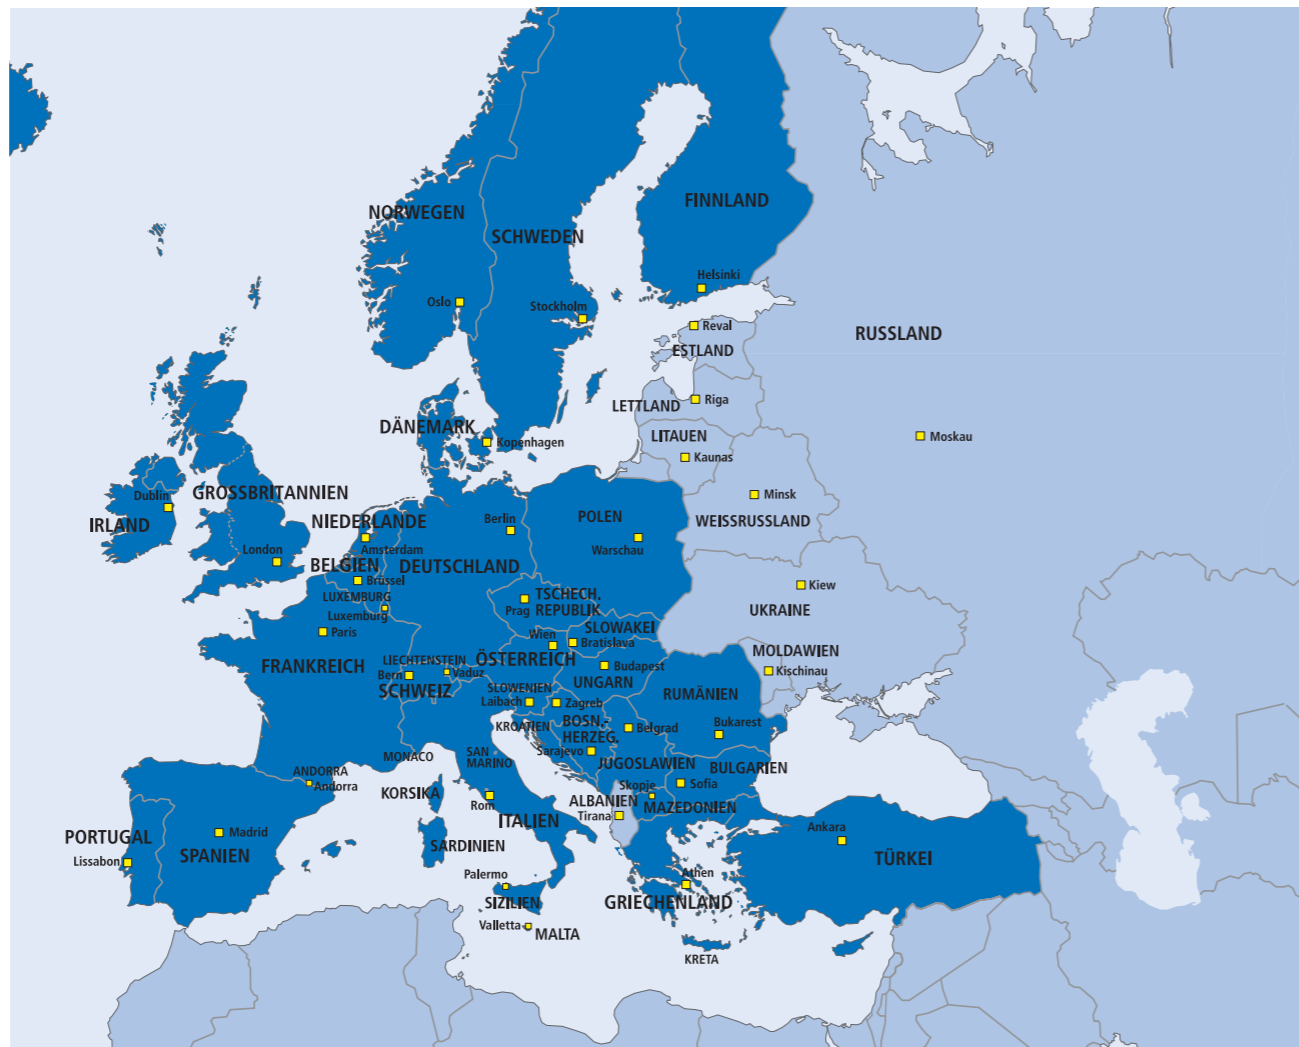 FINNLAND
NORWEGEN
SCHWEDEN
Helsinki
Oslo
Stockholm
Reval
RUSSLAND
ESTLAND
Riga
LETTLAND
DÄNEMARK
Kopenhagen
LITAUEN
Moskau
Kaunas
GROSSBRITANNIEN
Dublin
Minsk
IRLAND
NIEDERLANDE
Berlin
POLEN
WEISSRUSSLAND
London
Amsterdam
Warschau
BELGIEN
DEUTSCHLAND
Brüssel
Kiew
LUXEMBURG
Luxemburg
TSCHECH.
REPUBLIK
Prag
UKRAINE
Paris
SLOWAKEI
Wien
Bratislava
MOLDAWIEN
FRANKREICH
LIECHTENSTEIN
ÖSTERREICH
Budapest
Kischinau
Bern
Vaduz
SCHWEIZ
UNGARN
SLOWENIEN
Laibach
Zagreb
RUMÄNIEN
KROATIEN
BOSN.-
HERZEG.
Belgrad
Bukarest
MONACO
SAN
MARINO
Sarajevo
JUGOSLAWIEN
BULGARIEN
ANDORRA
Andorra
Skopje
Sofia
KORSIKA
Rom
ALBANIEN
Tirana
MAZEDONIEN
ITALIEN
PORTUGAL
Madrid
Ankara
SARDINIEN
SPANIEN
Lissabon
TÜRKEI
Palermo
Athen
SIZILIEN
GRIECHENLAND
Valletta
MALTA
KRETA